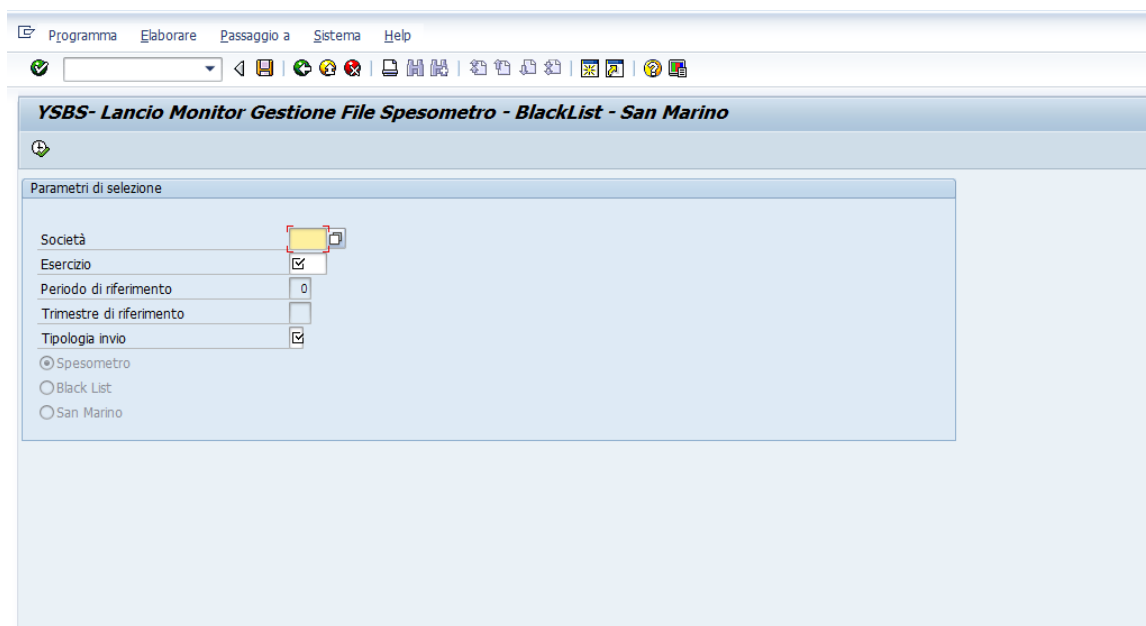 Programma Elaborare Passaggio a Sistema Help
YSBS- Lancio Monitor Gestione File Spesometro - BlackList - San Marino
Parametri di selezione
Società
Esercizio
Periodo di riferimento 0
Trimestre di riferimento
Tipologia invio
Spesometro
Black List
San Marino